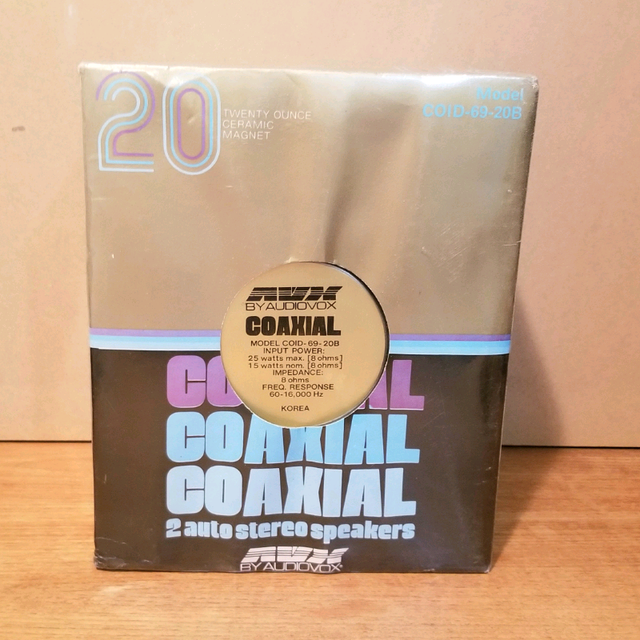 20
TWENTY OUNCE
CERAMIC
MAGNET
Model
COID-69-20B
AVX
BY AUDIOVOX
COAXIAL
MODEL COID-69-20B
INPUT POWER:
25 watts max. [8 ohms]
15 watts nom. [8 ohms]
IMPEDANCE:
8 ohms
FREQ. RESPONSE
60-16,000 Hz
KOREA
COAXIAL
COAXIAL
COAXIAL
2 auto stereo speakers
AVX
BY AUDIOVOX